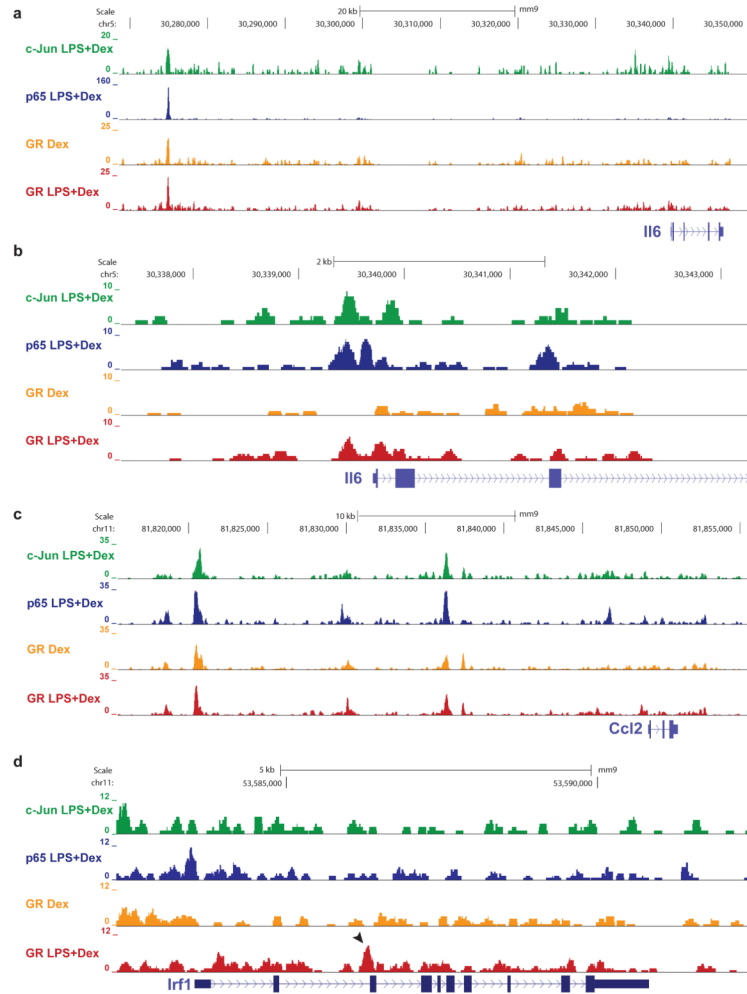 a
Scale 20 kb mm9
chr5: 30,280,000 30,290,000 30,300,000 30,310,000 30,320,000 30,330,000 30,340,000 30,350,000
20
c-Jun LPS+Dex
0
160
p65 LPS+Dex
0
25
GR Dex
0
25
GR LPS+Dex
0
Il6
b
Scale 2 kb mm9
chr5: 30,338,000 30,339,000 30,340,000 30,341,000 30,342,000 30,343,000
c-Jun LPS+Dex
10
0
p65 LPS+Dex
10
0
GR Dex
10
0
GR LPS+Dex
10
0
Il6
c
Scale 10 kb mm9
chr11: 81,820,000 81,825,000 81,830,000 81,835,000 81,840,000 81,845,000 81,850,000 81,855,000
35
c-Jun LPS+Dex
0
35
p65 LPS+Dex
0
35
GR Dex
0
35
GR LPS+Dex
0
Ccl2
d
Scale 5 kb mm9
chr11: 53,585,000 53,590,000
12
c-Jun LPS+Dex
0
12
p65 LPS+Dex
0
12
GR Dex
0
12
GR LPS+Dex
0
Irf1